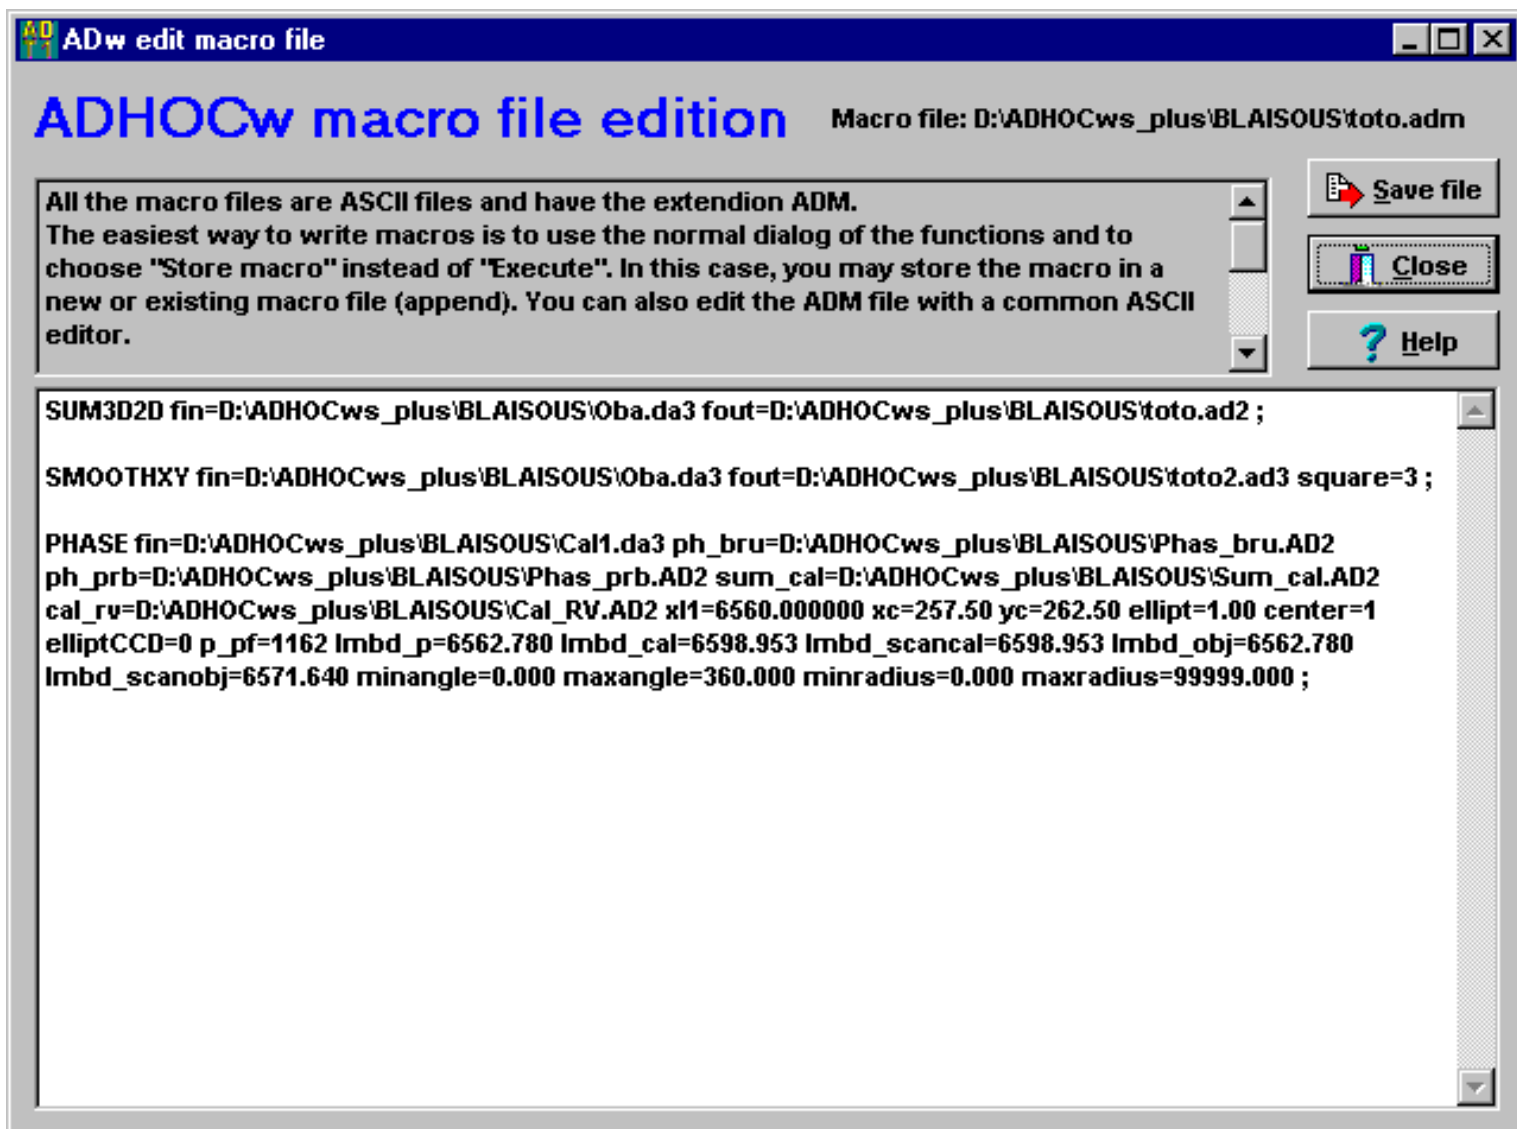 ADw edit macro file
ADHOCw macro file edition
Macro file: D:\ADHOCws_plus\BLAISOUS\toto.adm
All the macro files are ASCII files and have the extendion ADM.
The easiest way to write macros is to use the normal dialog of the functions and to
choose "Store macro" instead of "Execute". In this case, you may store the macro in a
new or existing macro file (append). You can also edit the ADM file with a common ASCII
editor.
Save file
Close
Help
SUM3D2D fin=D:\ADHOCws_plus\BLAISOUS\Oba.da3 fout=D:\ADHOCws_plus\BLAISOUS\toto.ad2 ;
SMOOTHXY fin=D:\ADHOCws_plus\BLAISOUS\Oba.da3 fout=D:\ADHOCws_plus\BLAISOUS\toto2.ad3 square=3 ;
PHASE fin=D:\ADHOCws_plus\BLAISOUS\Cal1.da3 ph_bru=D:\ADHOCws_plus\BLAISOUS\Phas_bru.AD2
ph_prb=D:\ADHOCws_plus\BLAISOUS\Phas_prb.AD2 sum_cal=D:\ADHOCws_plus\BLAISOUS\Sum_cal.AD2
cal_rv=D:\ADHOCws_plus\BLAISOUS\Cal_RV.AD2 xl1=6560.000000 xc=257.50 yc=262.50 ellipt=1.00 center=1
elliptCCD=0 p_pf=1162 lmbd_p=6562.780 lmbd_cal=6598.953 lmbd_scancal=6598.953 lmbd_obj=6562.780
lmbd_scanobj=6571.640 minangle=0.000 maxangle=360.000 minradius=0.000 maxradius=99999.000 ;